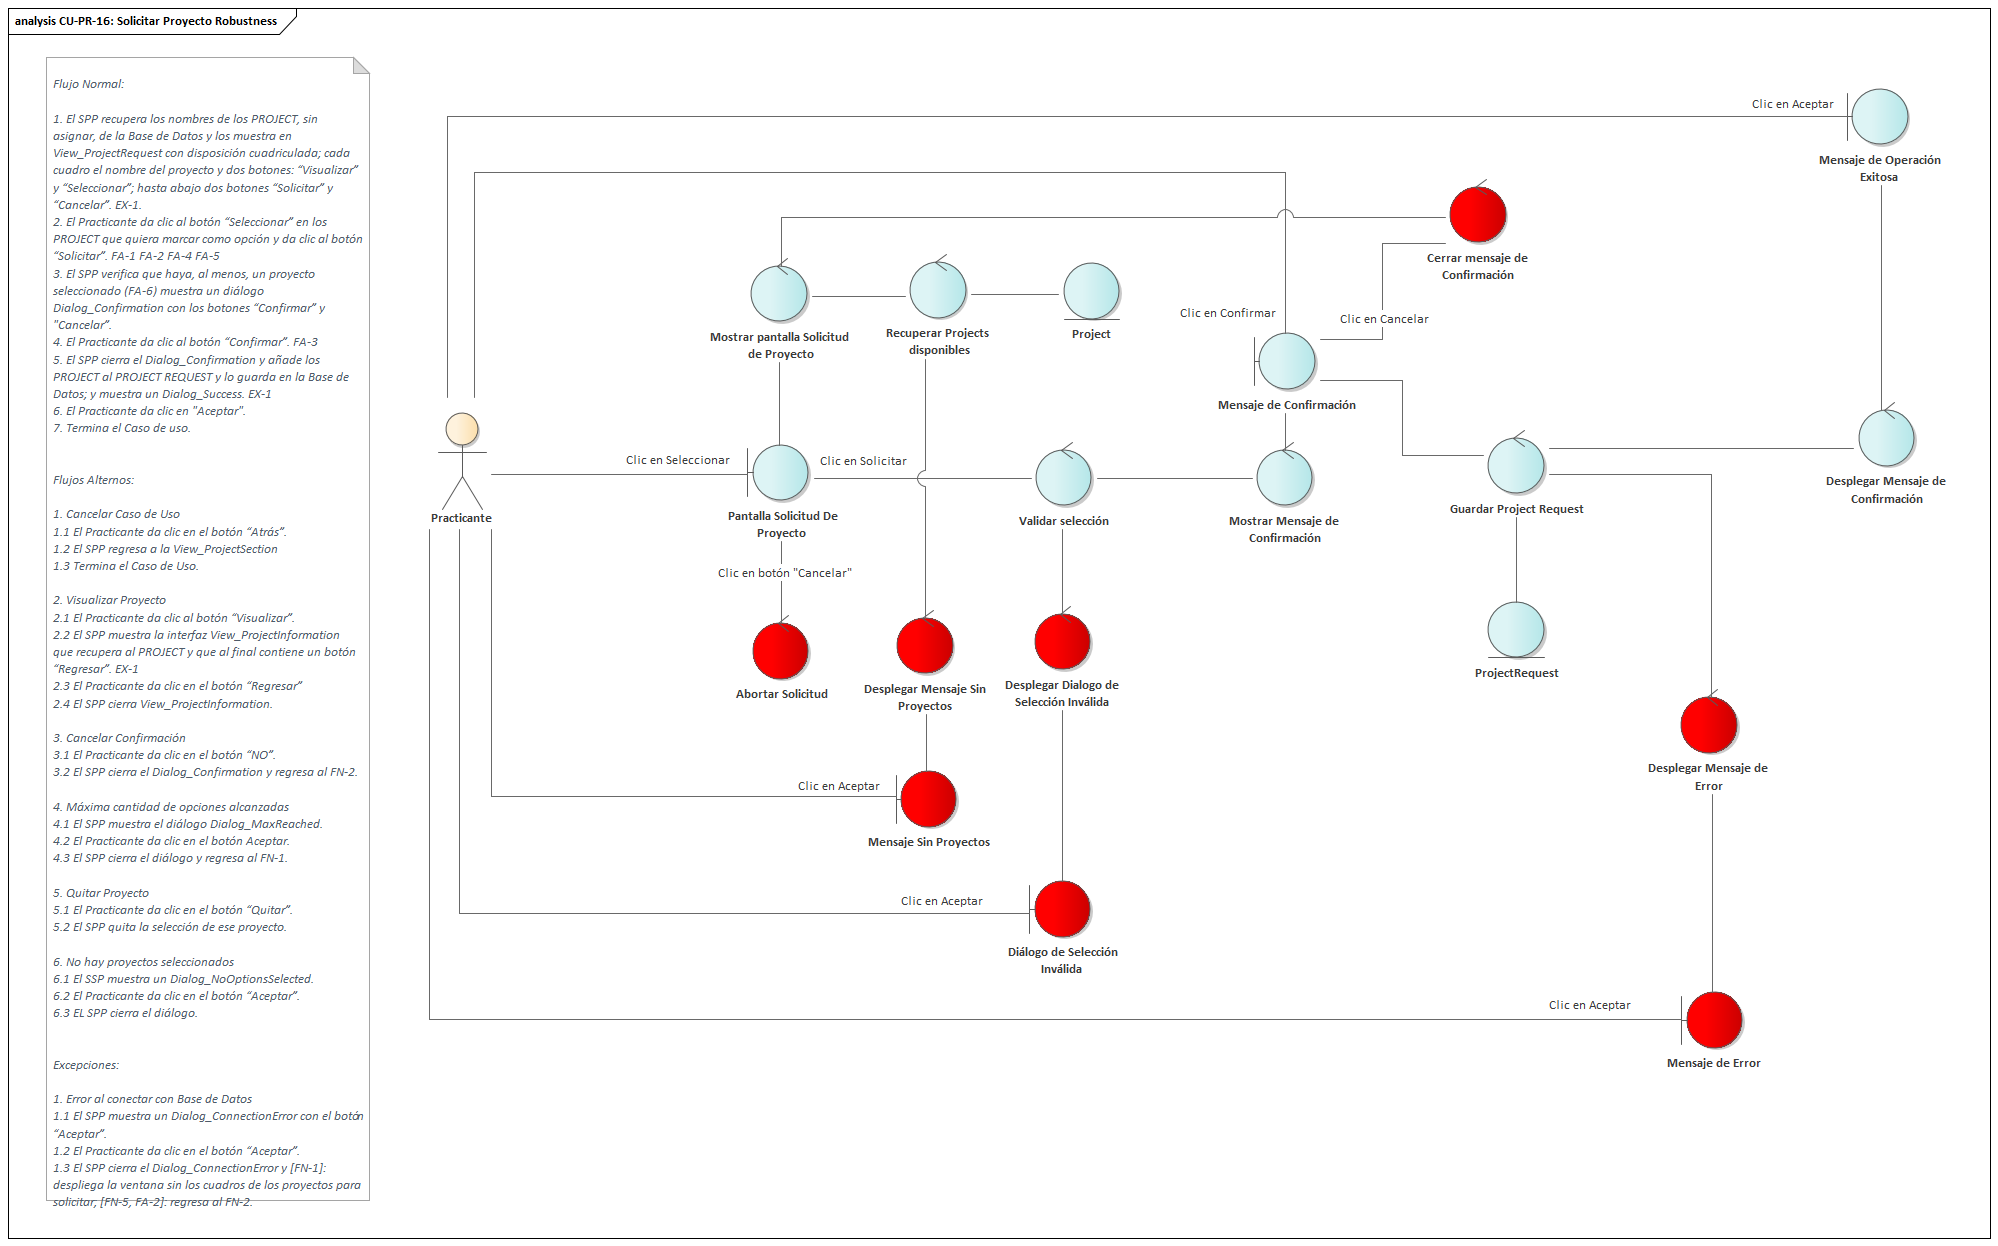 analysis CU-PR-16: Solicitar Proyecto Robustness
Flujo Normal:
1. El SPP recupera los nombres de los PROJECT, sin
asignar, de la Base de Datos y los muestra en
View_ProjectRequest con disposición cuadriculada; cada
cuadro el nombre del proyecto y dos botones: “Visualizar”
y “Seleccionar”; hasta abajo dos botones “Solicitar” y
“Cancelar”. EX-1.
2. El Practicante da clic al botón “Seleccionar” en los
PROJECT que quiera marcar como opción y da clic al botón
“Solicitar”. FA-1 FA-2 FA-4 FA-5
3. El SPP verifica que haya, al menos, un proyecto
seleccionado (FA-6) muestra un diálogo
Dialog_Confirmation con los botones “Confirmar” y
"Cancelar”.
4. El Practicante da clic al botón “Confirmar”. FA-3
5. El SPP cierra el Dialog_Confirmation y añade los
PROJECT al PROJECT REQUEST y lo guarda en la Base de
Datos; y muestra un Dialog_Success. EX-1
6. El Practicante da clic en "Aceptar".
7. Termina el Caso de uso.
Flujos Alternos:
1. Cancelar Caso de Uso
1.1 El Practicante da clic en el botón “Atrás”.
1.2 El SPP regresa a la View_ProjectSection
1.3 Termina el Caso de Uso.
2. Visualizar Proyecto
2.1 El Practicante da clic al botón “Visualizar”.
2.2 El SPP muestra la interfaz View_ProjectInformation
que recupera al PROJECT y que al final contiene un botón
“Regresar”. EX-1
2.3 El Practicante da clic en el botón “Regresar”
2.4 El SPP cierra View_ProjectInformation.
3. Cancelar Confirmación
3.1 El Practicante da clic en el botón “NO”.
3.2 El SPP cierra el Dialog_Confirmation y regresa al FN-2.
4. Máxima cantidad de opciones alcanzadas
4.1 El SPP muestra el diálogo Dialog_MaxReached.
4.2 El Practicante da clic en el botón Aceptar.
4.3 El SPP cierra el diálogo y regresa al FN-1.
5. Quitar Proyecto
5.1 El Practicante da clic en el botón “Quitar”.
5.2 El SPP quita la selección de ese proyecto.
6. No hay proyectos seleccionados
6.1 El SSP muestra un Dialog_NoOptionsSelected.
6.2 El Practicante da clic en el botón “Aceptar”.
6.3 EL SPP cierra el diálogo.
Excepciones:
1. Error al conectar con Base de Datos
1.1 El SPP muestra un Dialog_ConnectionError con el botón
“Aceptar”.
1.2 El Practicante da clic en el botón “Aceptar”.
1.3 El SPP cierra el Dialog_ConnectionError y [FN-1]:
despliega la ventana sin los cuadros de los proyectos para
solicitar; [FN-5, FA-2]: regresa al FN-2.
Clic en Aceptar
Mensaje de Operación
Exitosa
Cerrar mensaje de
Confirmación
Mostrar pantalla Solicitud
de Proyecto
Recuperar Projects
disponibles
Project
Clic en Confirmar
Clic en Cancelar
Mensaje de Confirmación
Practicante
Clic en Seleccionar
Pantalla Solicitud De
Proyecto
Clic en Solicitar
Validar selección
Mostrar Mensaje de
Confirmación
Guardar Project Request
Desplegar Mensaje de
Confirmación
Clic en botón "Cancelar"
Abortar Solicitud
Desplegar Mensaje Sin
Proyectos
Desplegar Dialogo de
Selección Inválida
ProjectRequest
Desplegar Mensaje de
Error
Clic en Aceptar
Mensaje Sin Proyectos
Clic en Aceptar
Diálogo de Selección
Inválida
Clic en Aceptar
Mensaje de Error